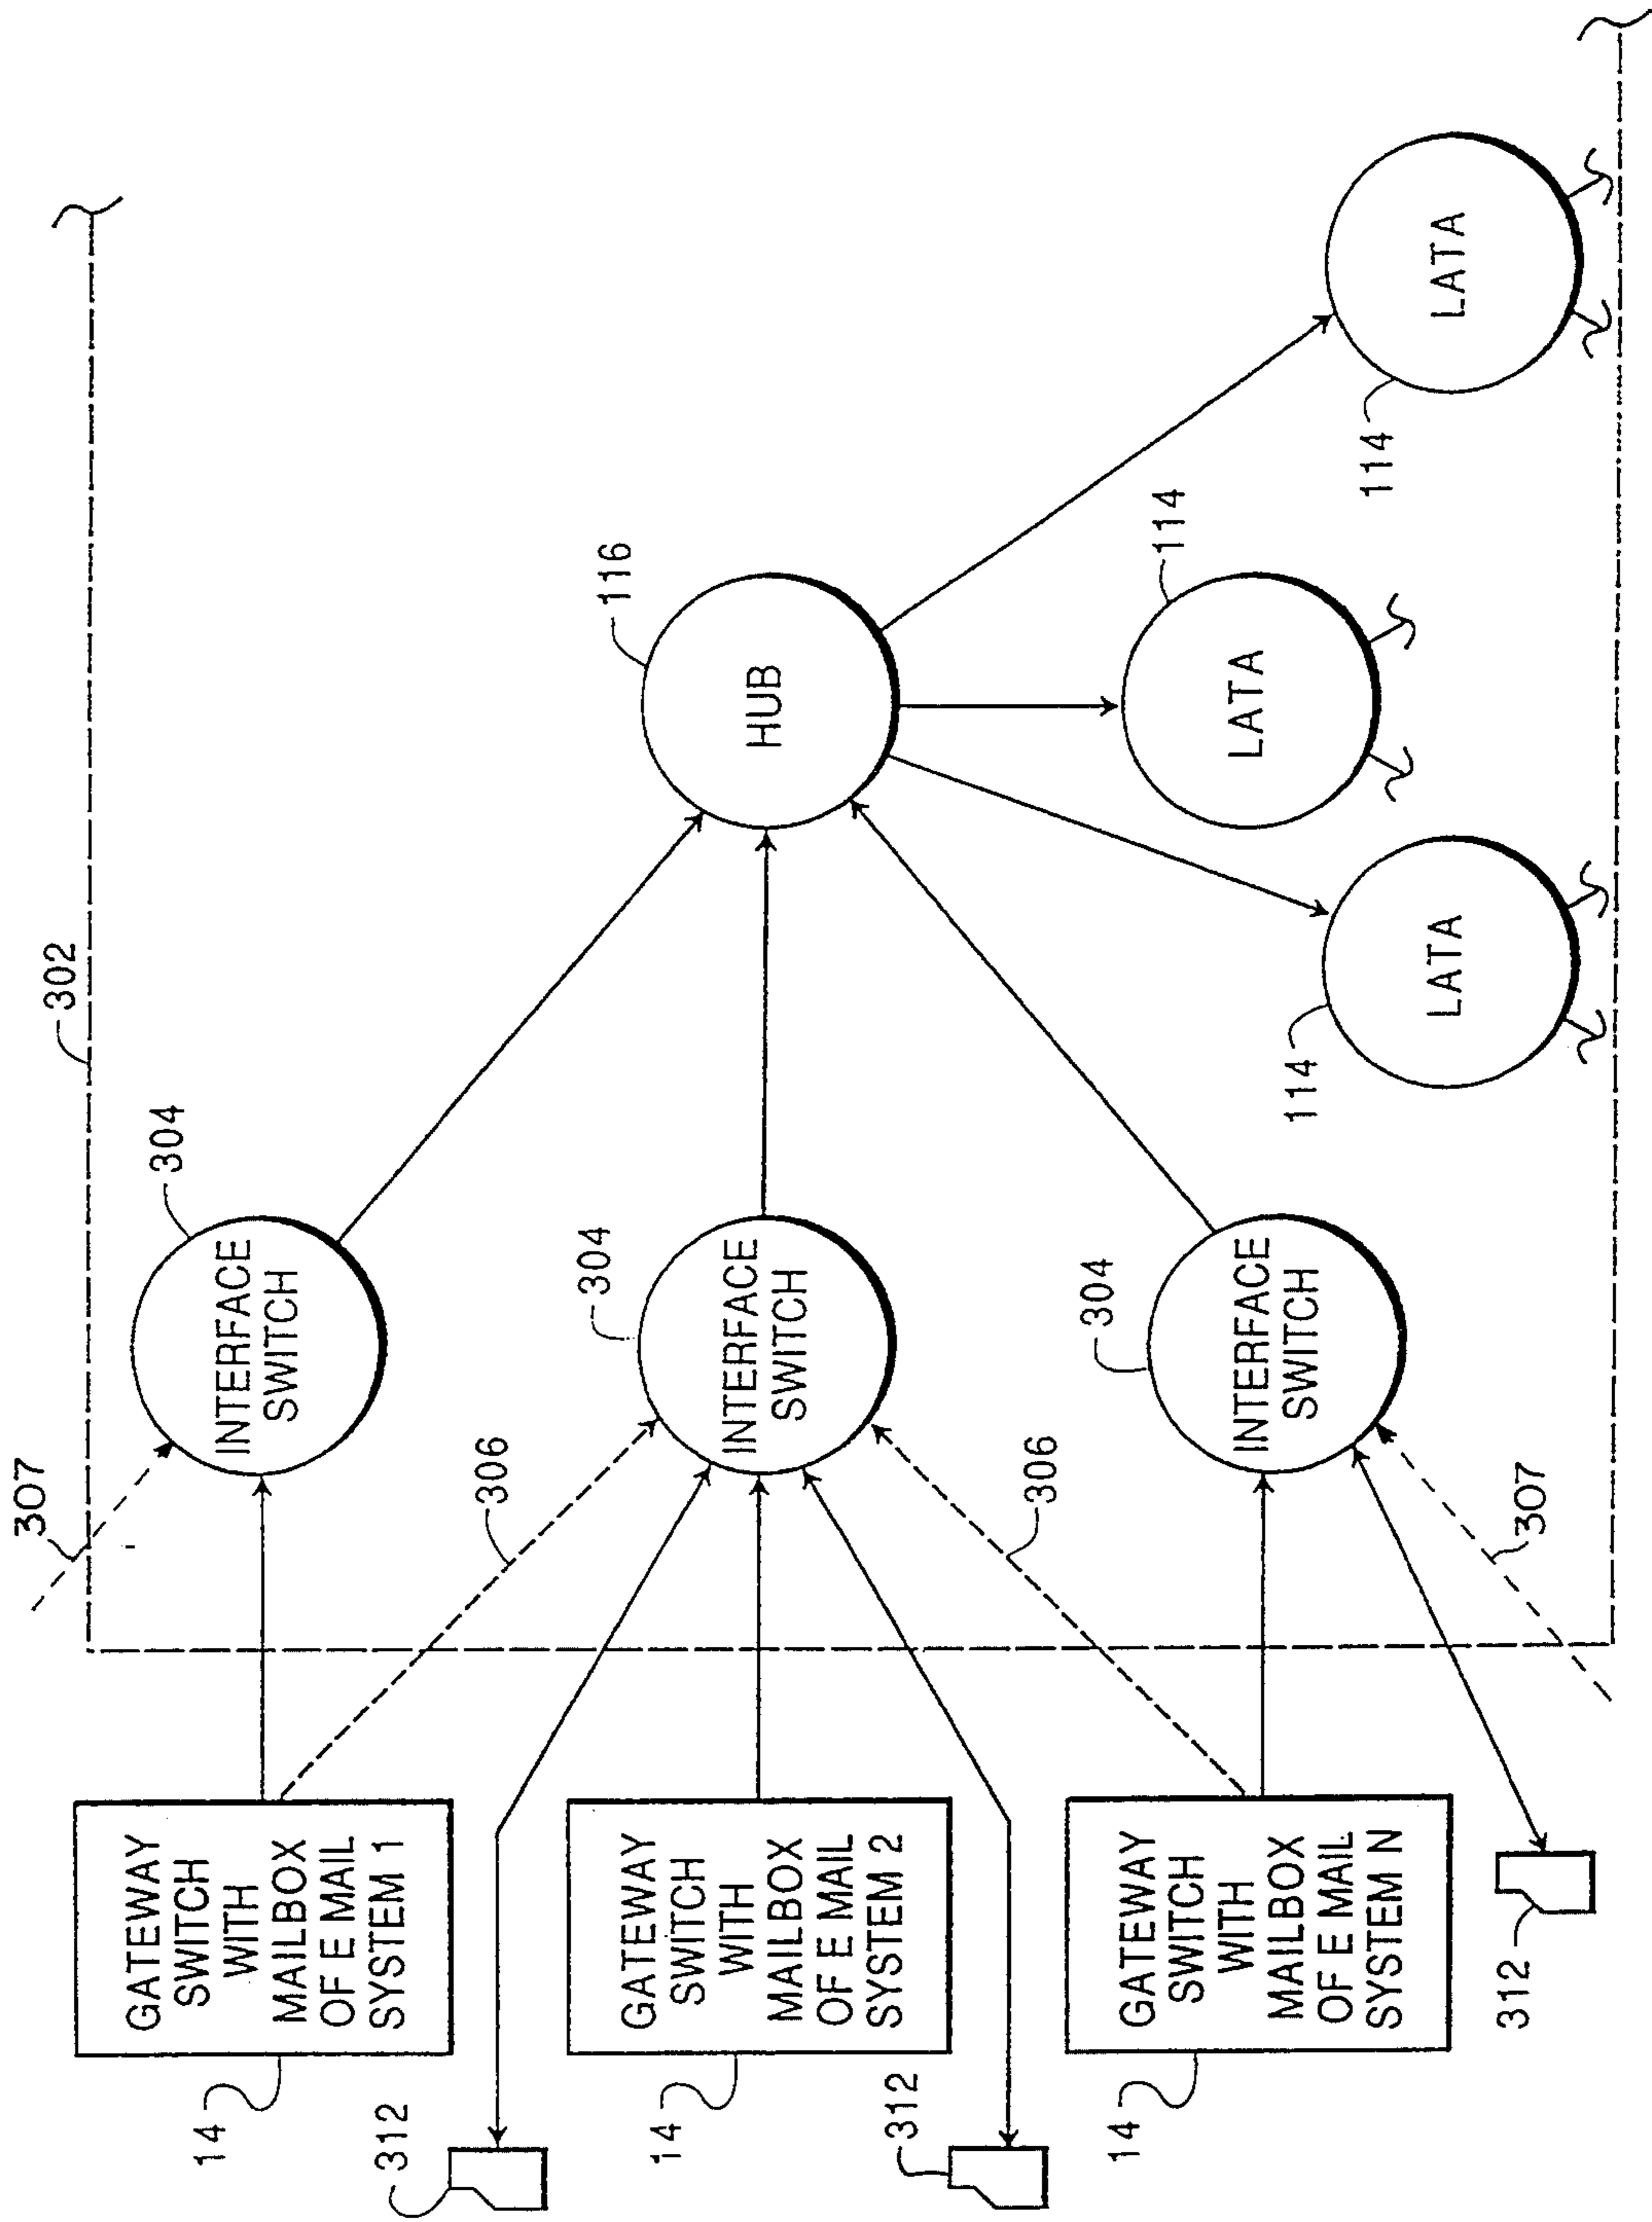 302
307
304
INTERFACE
SWITCH
GATEWAY
SWITCH
WITH
MAILBOX
OF E MAIL
SYSTEM 1
14
312
306
304
INTERFACE
SWITCH
116
HUB
GATEWAY
SWITCH
WITH
MAILBOX
OF E MAIL
SYSTEM 2
14
312
306
304
INTERFACE
SWITCH
GATEWAY
SWITCH
WITH
MAILBOX
OF E MAIL
SYSTEM N
14
312
307
114
LATA
114
LATA
114
LATA